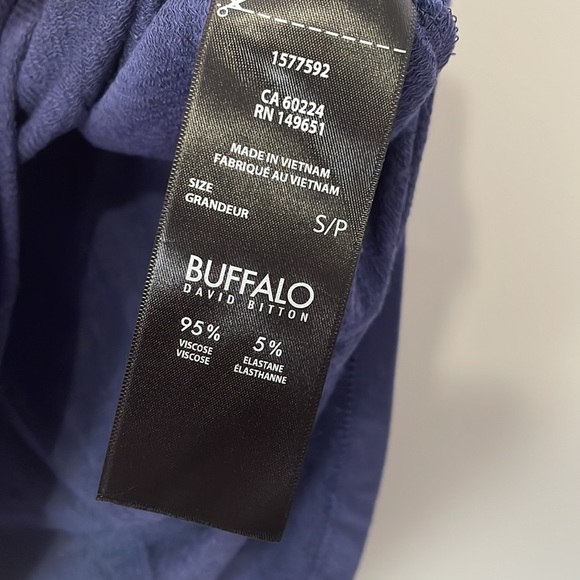 1577592
CA 60224
RN 149651
MADE IN VIETNAM
FABRIQUÉ AU VIETNAM
SIZE
GRANDEUR
S/P
BUFFALO
DAVID BITTON
95% 5%
VISCOSE ELASTANE
VISCOSE ÉLASTHANNE